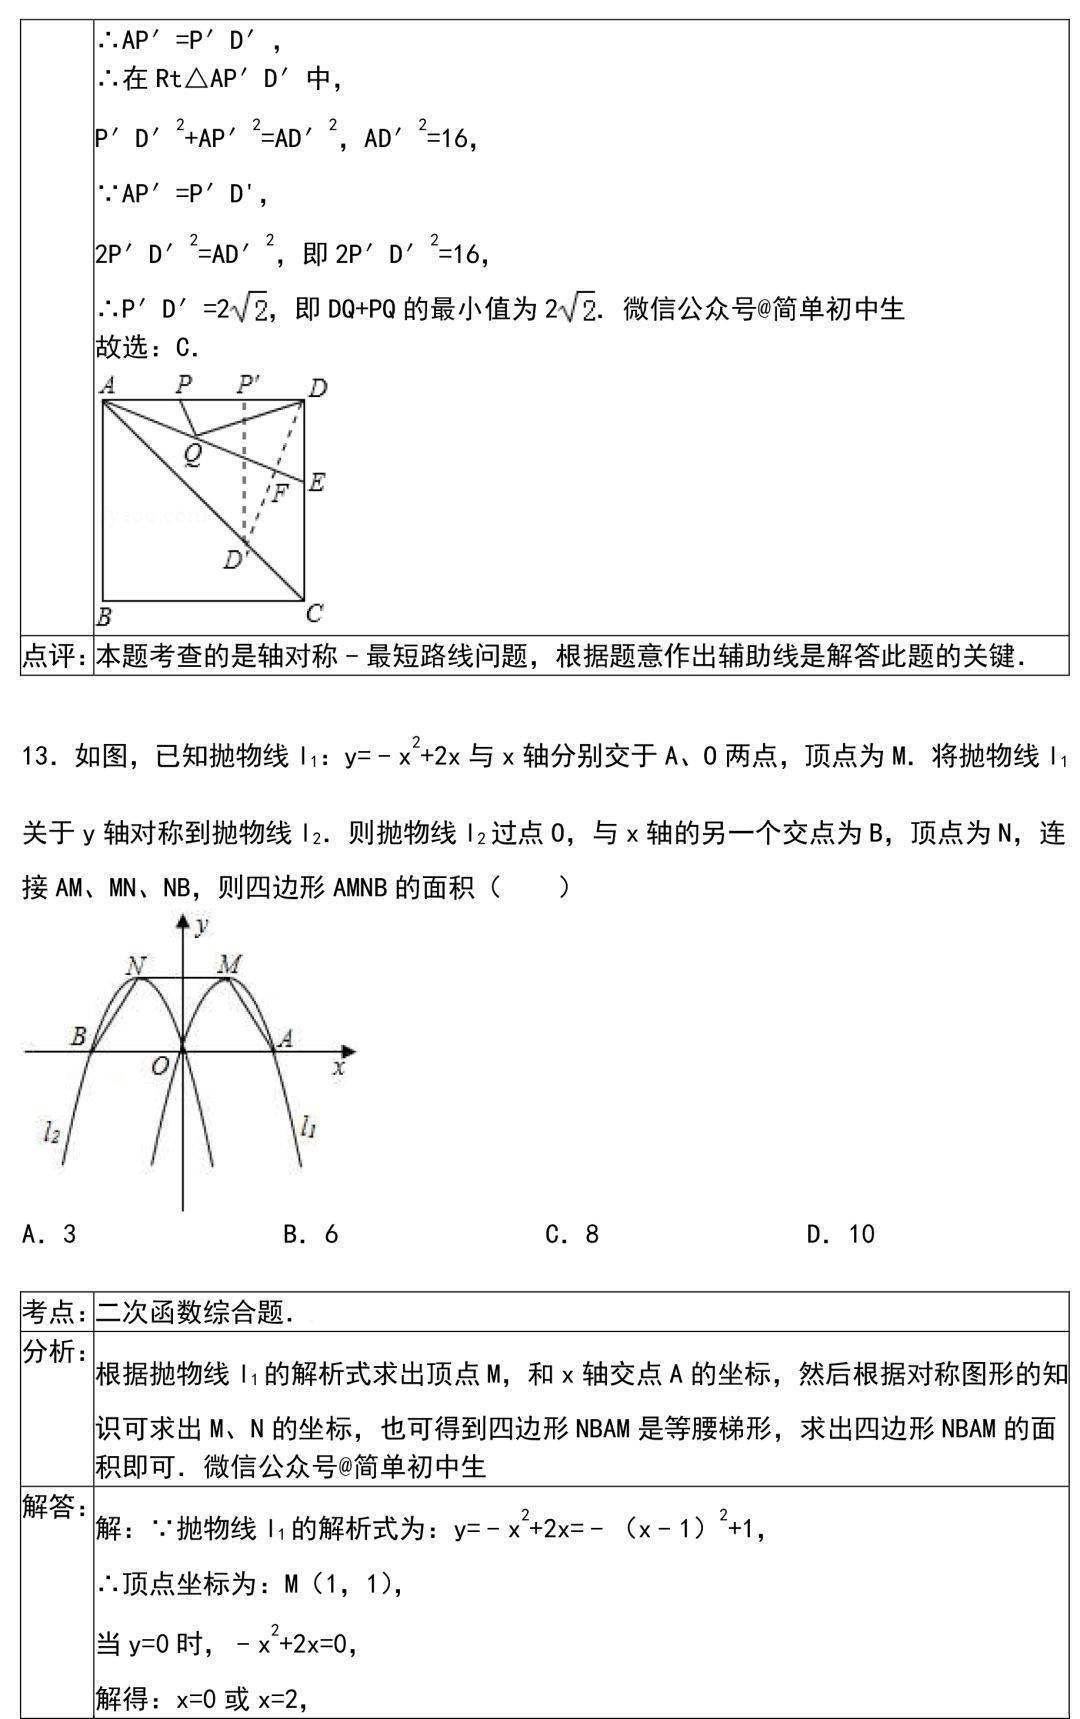 ∴AP′=P′D′，
∴在Rt△AP′D′中，
P′D′²+AP′²=AD′²，AD′²=16，
∵AP′=P′D'，
2P′D′²=AD′²，即2P′D′²=16，
∴P′D′=2√2，即DQ+PQ的最小值为2√2．微信公众号@简单初中生
故选：C．
A P P′ D
Q
E
F
D′
B C
点评：本题考查的是轴对称﹣最短路线问题，根据题意作出辅助线是解答此题的关键．
13．如图，已知抛物线l₁：y=﹣x²+2x与x轴分别交于A、O两点，顶点为M．将抛物线l₁
关于y轴对称到抛物线l₂．则抛物线l₂过点O，与x轴的另一个交点为B，顶点为N，连
接AM、MN、NB，则四边形AMNB的面积（　　）
y
N M
B A
O x
l₂ l₁
A．3 B．6 C．8 D．10
考点：二次函数综合题．
分析：
根据抛物线l₁的解析式求出顶点M，和x轴交点A的坐标，然后根据对称图形的知
识可求出M、N的坐标，也可得到四边形NBAM是等腰梯形，求出四边形NBAM的面
积即可．微信公众号@简单初中生
解答：
解：∵抛物线l₁的解析式为：y=﹣x²+2x=﹣（x﹣1）²+1，
∴顶点坐标为：M（1，1），
当y=0时，﹣x²+2x=0，
解得：x=0或x=2，